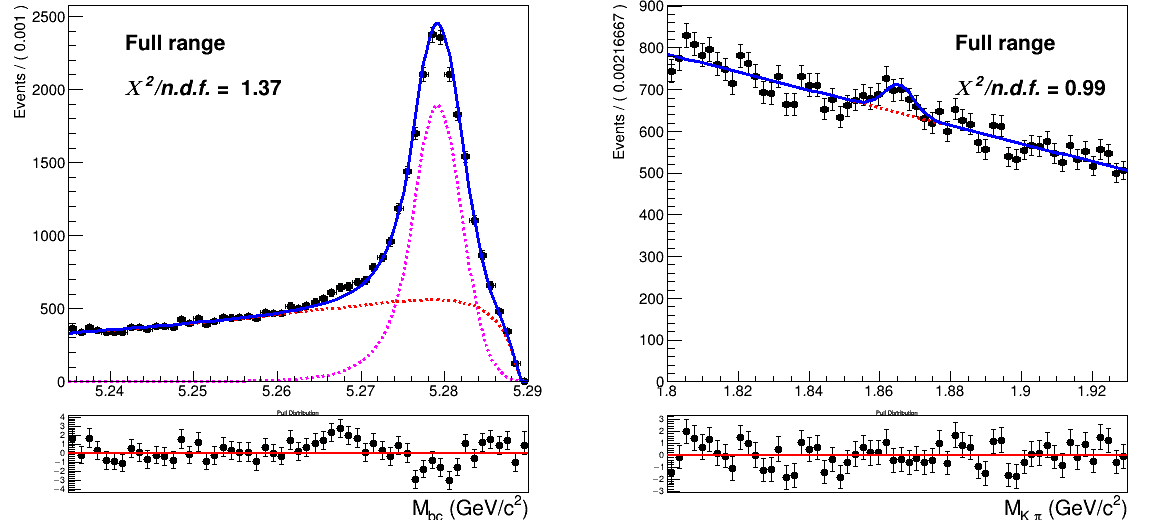 Events / ( 0.001 )
2500
2000
1500
1000
500
0
Full range
Χ²/n.d.f. = 1.37
5.24 5.25 5.26 5.27 5.28 5.29
Pull Distribution
4
3
2
1
0
−1
−2
−3
−4
M_bc (GeV/c²)
Events / ( 0.00216667 )
900
800
700
600
500
400
300
200
100
0
Full range
Χ²/n.d.f. = 0.99
1.8 1.82 1.84 1.86 1.88 1.9 1.92
Pull Distribution
3
2
1
0
−1
−2
−3
M_K π (GeV/c²)